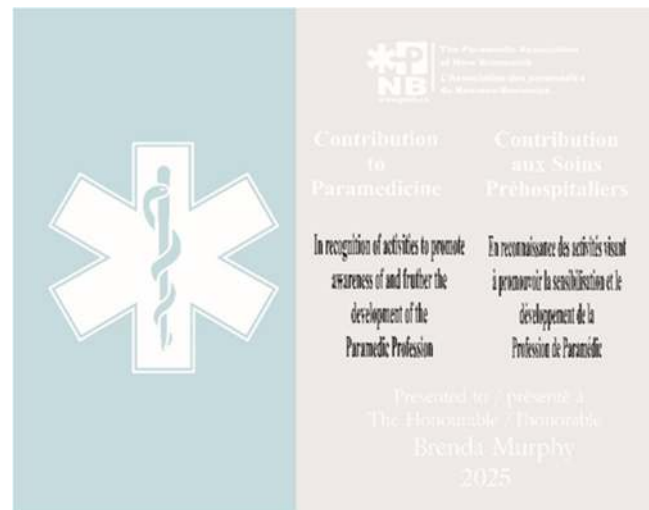 PNB
The Paramedic Association
of New Brunswick
L'Association des paramedics
du Nouveau-Brunswick
Contribution
to
Paramedicine
In recognition of activities to promote
awareness of and fruther the
development of the
Paramedic Profession
Contribution
aux Soins
Préhospitaliers
En reconnaissance des activités visant
à promouvoir la sensibilisation et le
développement de la
Profession de Paramédic
Presented to / présenté à
The Honourable / l'honorable
Brenda Murphy
2025